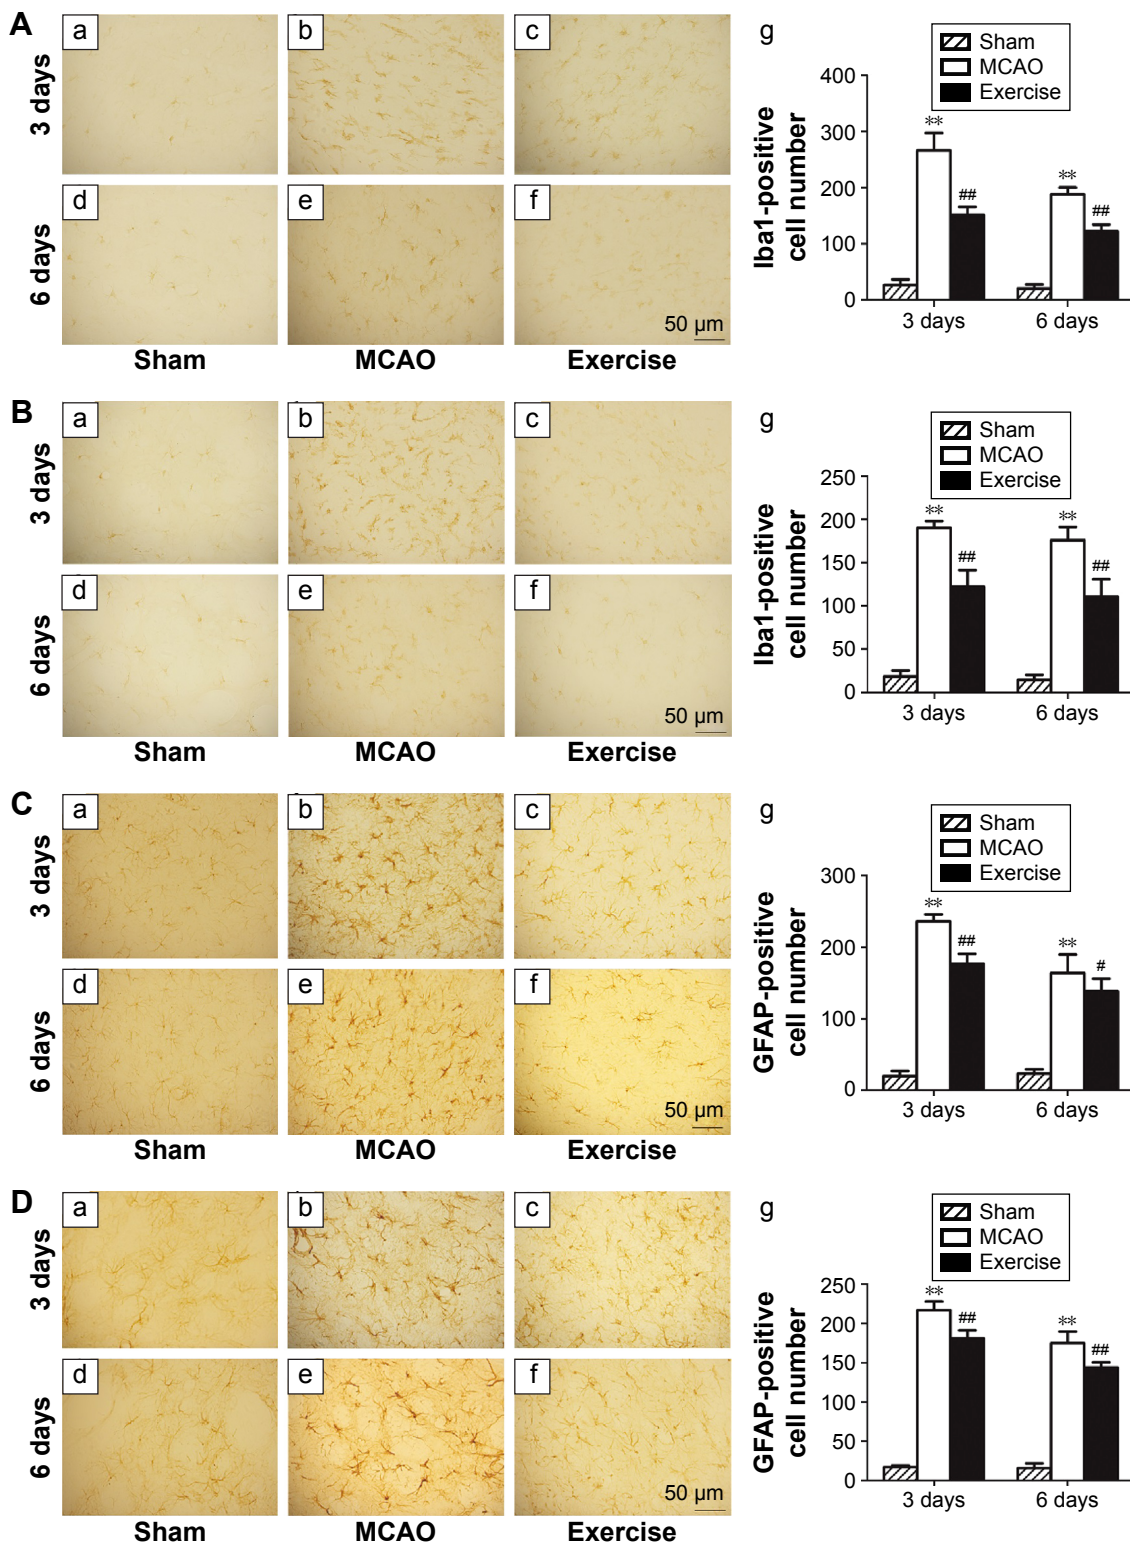 A
3 days
a
b
c
6 days
d
e
f
50 µm
Sham MCAO Exercise
g
Sham
MCAO
Exercise
Iba1-positive
cell number
400
300
200
100
0
**
##
**
##
3 days 6 days
B
3 days
a
b
c
6 days
d
e
f
50 µm
Sham MCAO Exercise
g
Sham
MCAO
Exercise
Iba1-positive
cell number
250
200
150
100
50
0
**
##
**
##
3 days 6 days
C
3 days
a
b
c
6 days
d
e
f
50 µm
Sham MCAO Exercise
g
Sham
MCAO
Exercise
GFAP-positive
cell number
300
200
100
0
**
##
**
#
3 days 6 days
D
3 days
a
b
c
6 days
d
e
f
50 µm
Sham MCAO Exercise
g
Sham
MCAO
Exercise
GFAP-positive
cell number
250
200
150
100
50
0
**
##
**
##
3 days 6 days